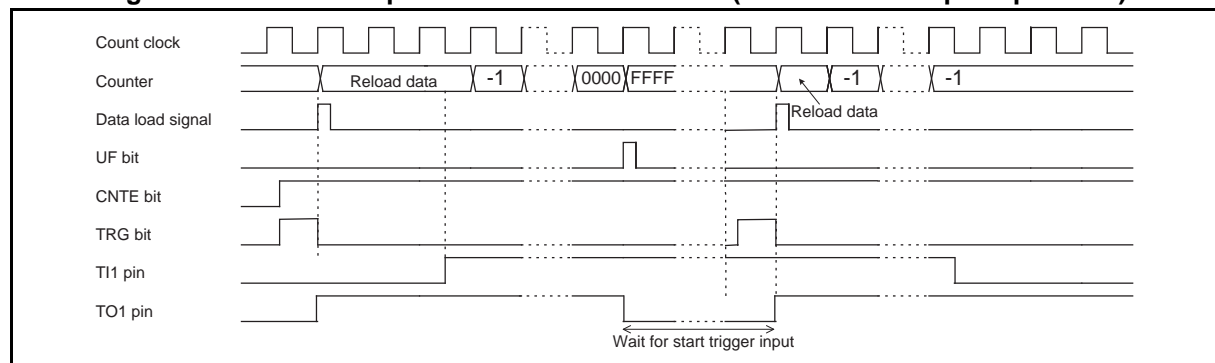 Count clock
Counter Reload data -1 0000 FFFF -1 -1
Reload data
Data load signal
UF bit
CNTE bit
TRG bit
TI1 pin
TO1 pin
Wait for start trigger input